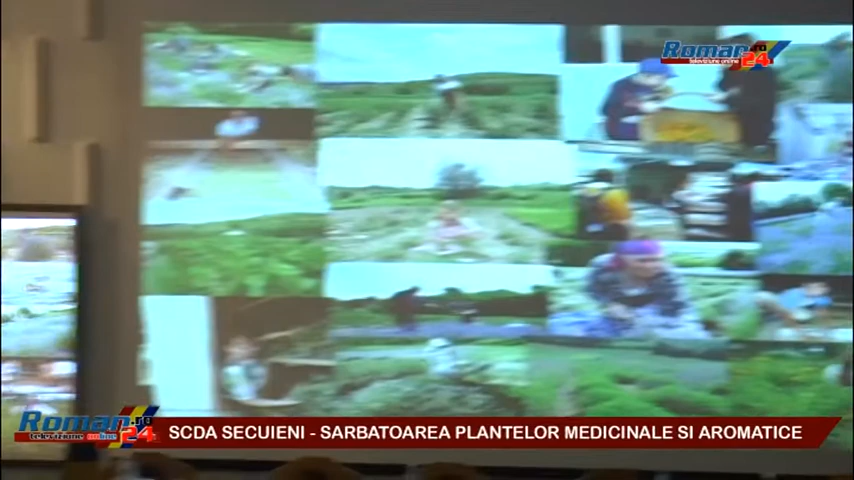 Roman.ro
televiziune online 24
Roman.ro
televiziune online 24
SCDA SECUIENI - SARBATOAREA PLANTELOR MEDICINALE SI AROMATICE